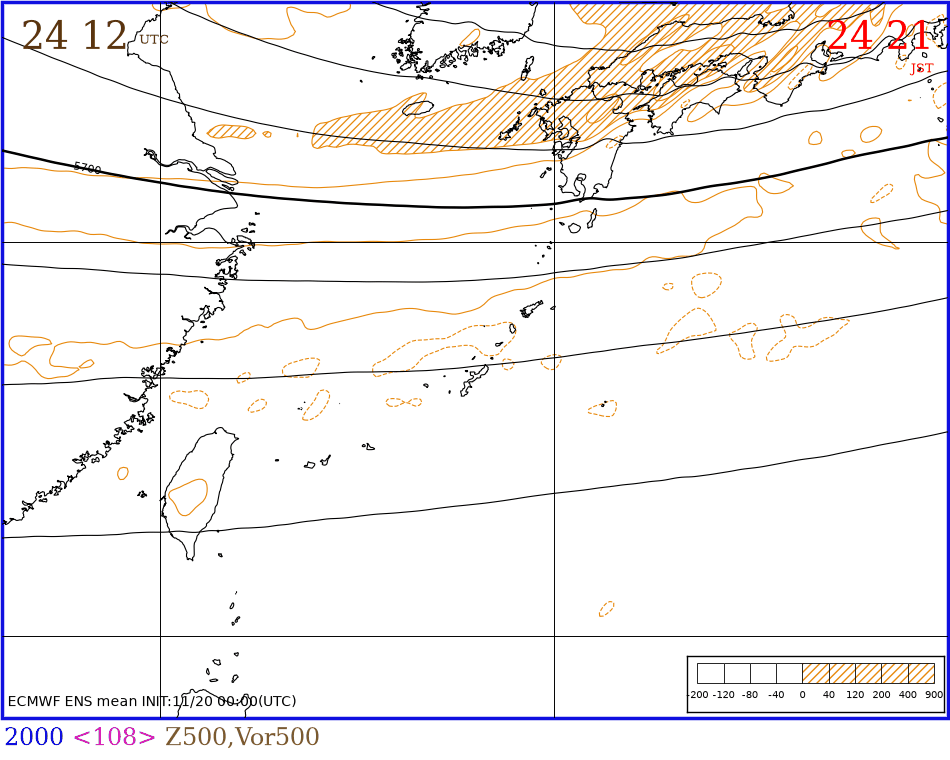 24 12 UTC
24 21
JST
5700
-200 -120 -80 -40 0 40 120 200 400 900
ECMWF ENS mean INIT:11/20 00:00(UTC)
2000 <108> Z500,Vor500